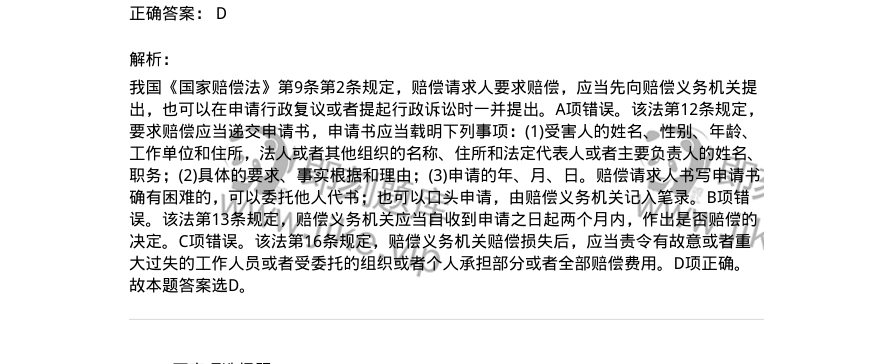 正确答案： D
解析：
我国《国家赔偿法》第9条第2条规定，赔偿请求人要求赔偿，应当先向赔偿义务机关提
出，也可以在申请行政复议或者提起行政诉讼时一并提出。A项错误。该法第12条规定，
要求赔偿应当递交申请书，申请书应当载明下列事项：(1)受害人的姓名、性别、年龄、
工作单位和住所，法人或者其他组织的名称、住所和法定代表人或者主要负责人的姓名、
职务；(2)具体的要求、事实根据和理由；(3)申请的年、月、日。赔偿请求人书写申请书
确有困难的，可以委托他人代书；也可以口头申请，由赔偿义务机关记入笔录。B项错
误。该法第13条规定，赔偿义务机关应当自收到申请之日起两个月内，作出是否赔偿的
决定。C项错误。该法第16条规定，赔偿义务机关赔偿损失后，应当责令有故意或者重
大过失的工作人员或者受委托的组织或者个人承担部分或者全部赔偿费用。D项正确。
故本题答案选D。